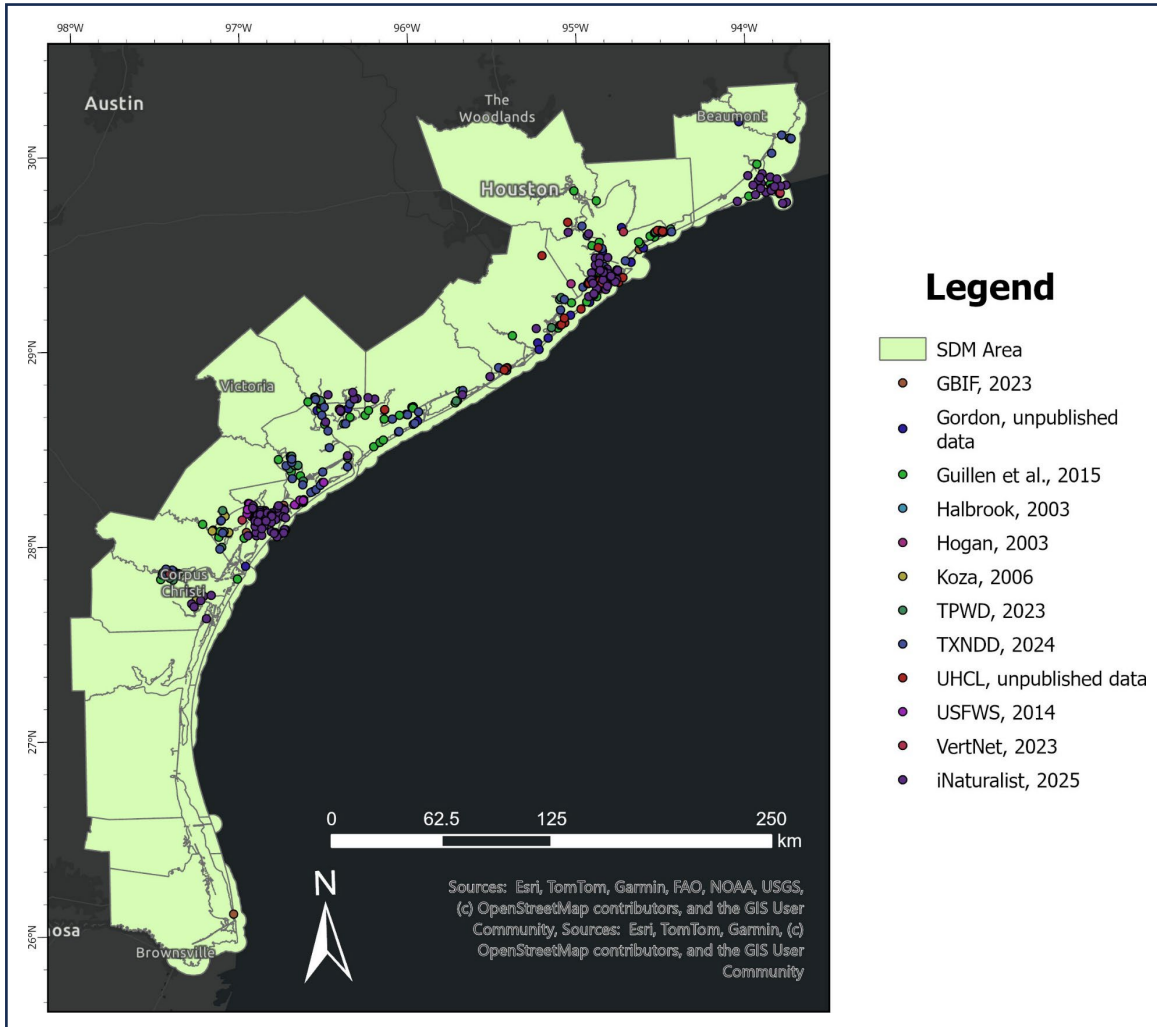 98°W 97°W 96°W 95°W 94°W
Austin
The
Woodlands
Beaumont
30°N
Houston
29°N
Victoria
28°N
Corpus
Christi
27°N
26°N
nosa
Brownsville
0 62.5 125 250
km
N
Sources: Esri, TomTom, Garmin, FAO, NOAA, USGS,
(c) OpenStreetMap contributors, and the GIS User
Community, Sources: Esri, TomTom, Garmin, (c)
OpenStreetMap contributors, and the GIS User
Community
Legend
SDM Area
GBIF, 2023
Gordon, unpublished
data
Guillen et al., 2015
Halbrook, 2003
Hogan, 2003
Koza, 2006
TPWD, 2023
TXNDD, 2024
UHCL, unpublished data
USFWS, 2014
VertNet, 2023
iNaturalist, 2025